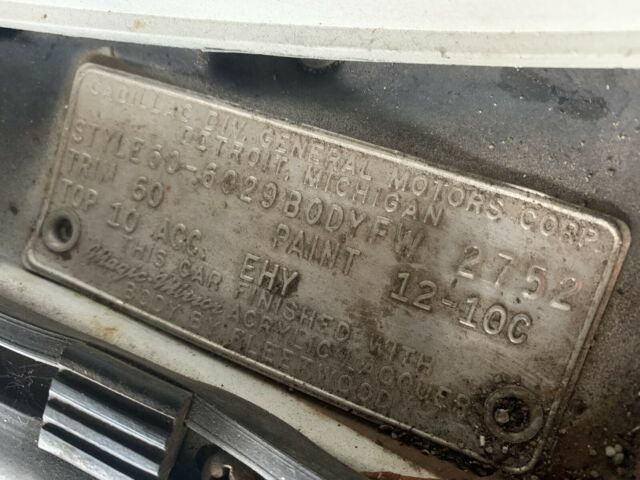 CADILLAC DIV. GENERAL MOTORS CORP.
DETROIT, MICHIGAN
STYLE 60-6029 BODY FW 2752
TRIM 60 PAINT 12-10C
TOP 10 ACC. EHY
THIS CAR FINISHED WITH
Magic-Mirror ACRYLIC LACQUER
BODY BY FLEETWOOD